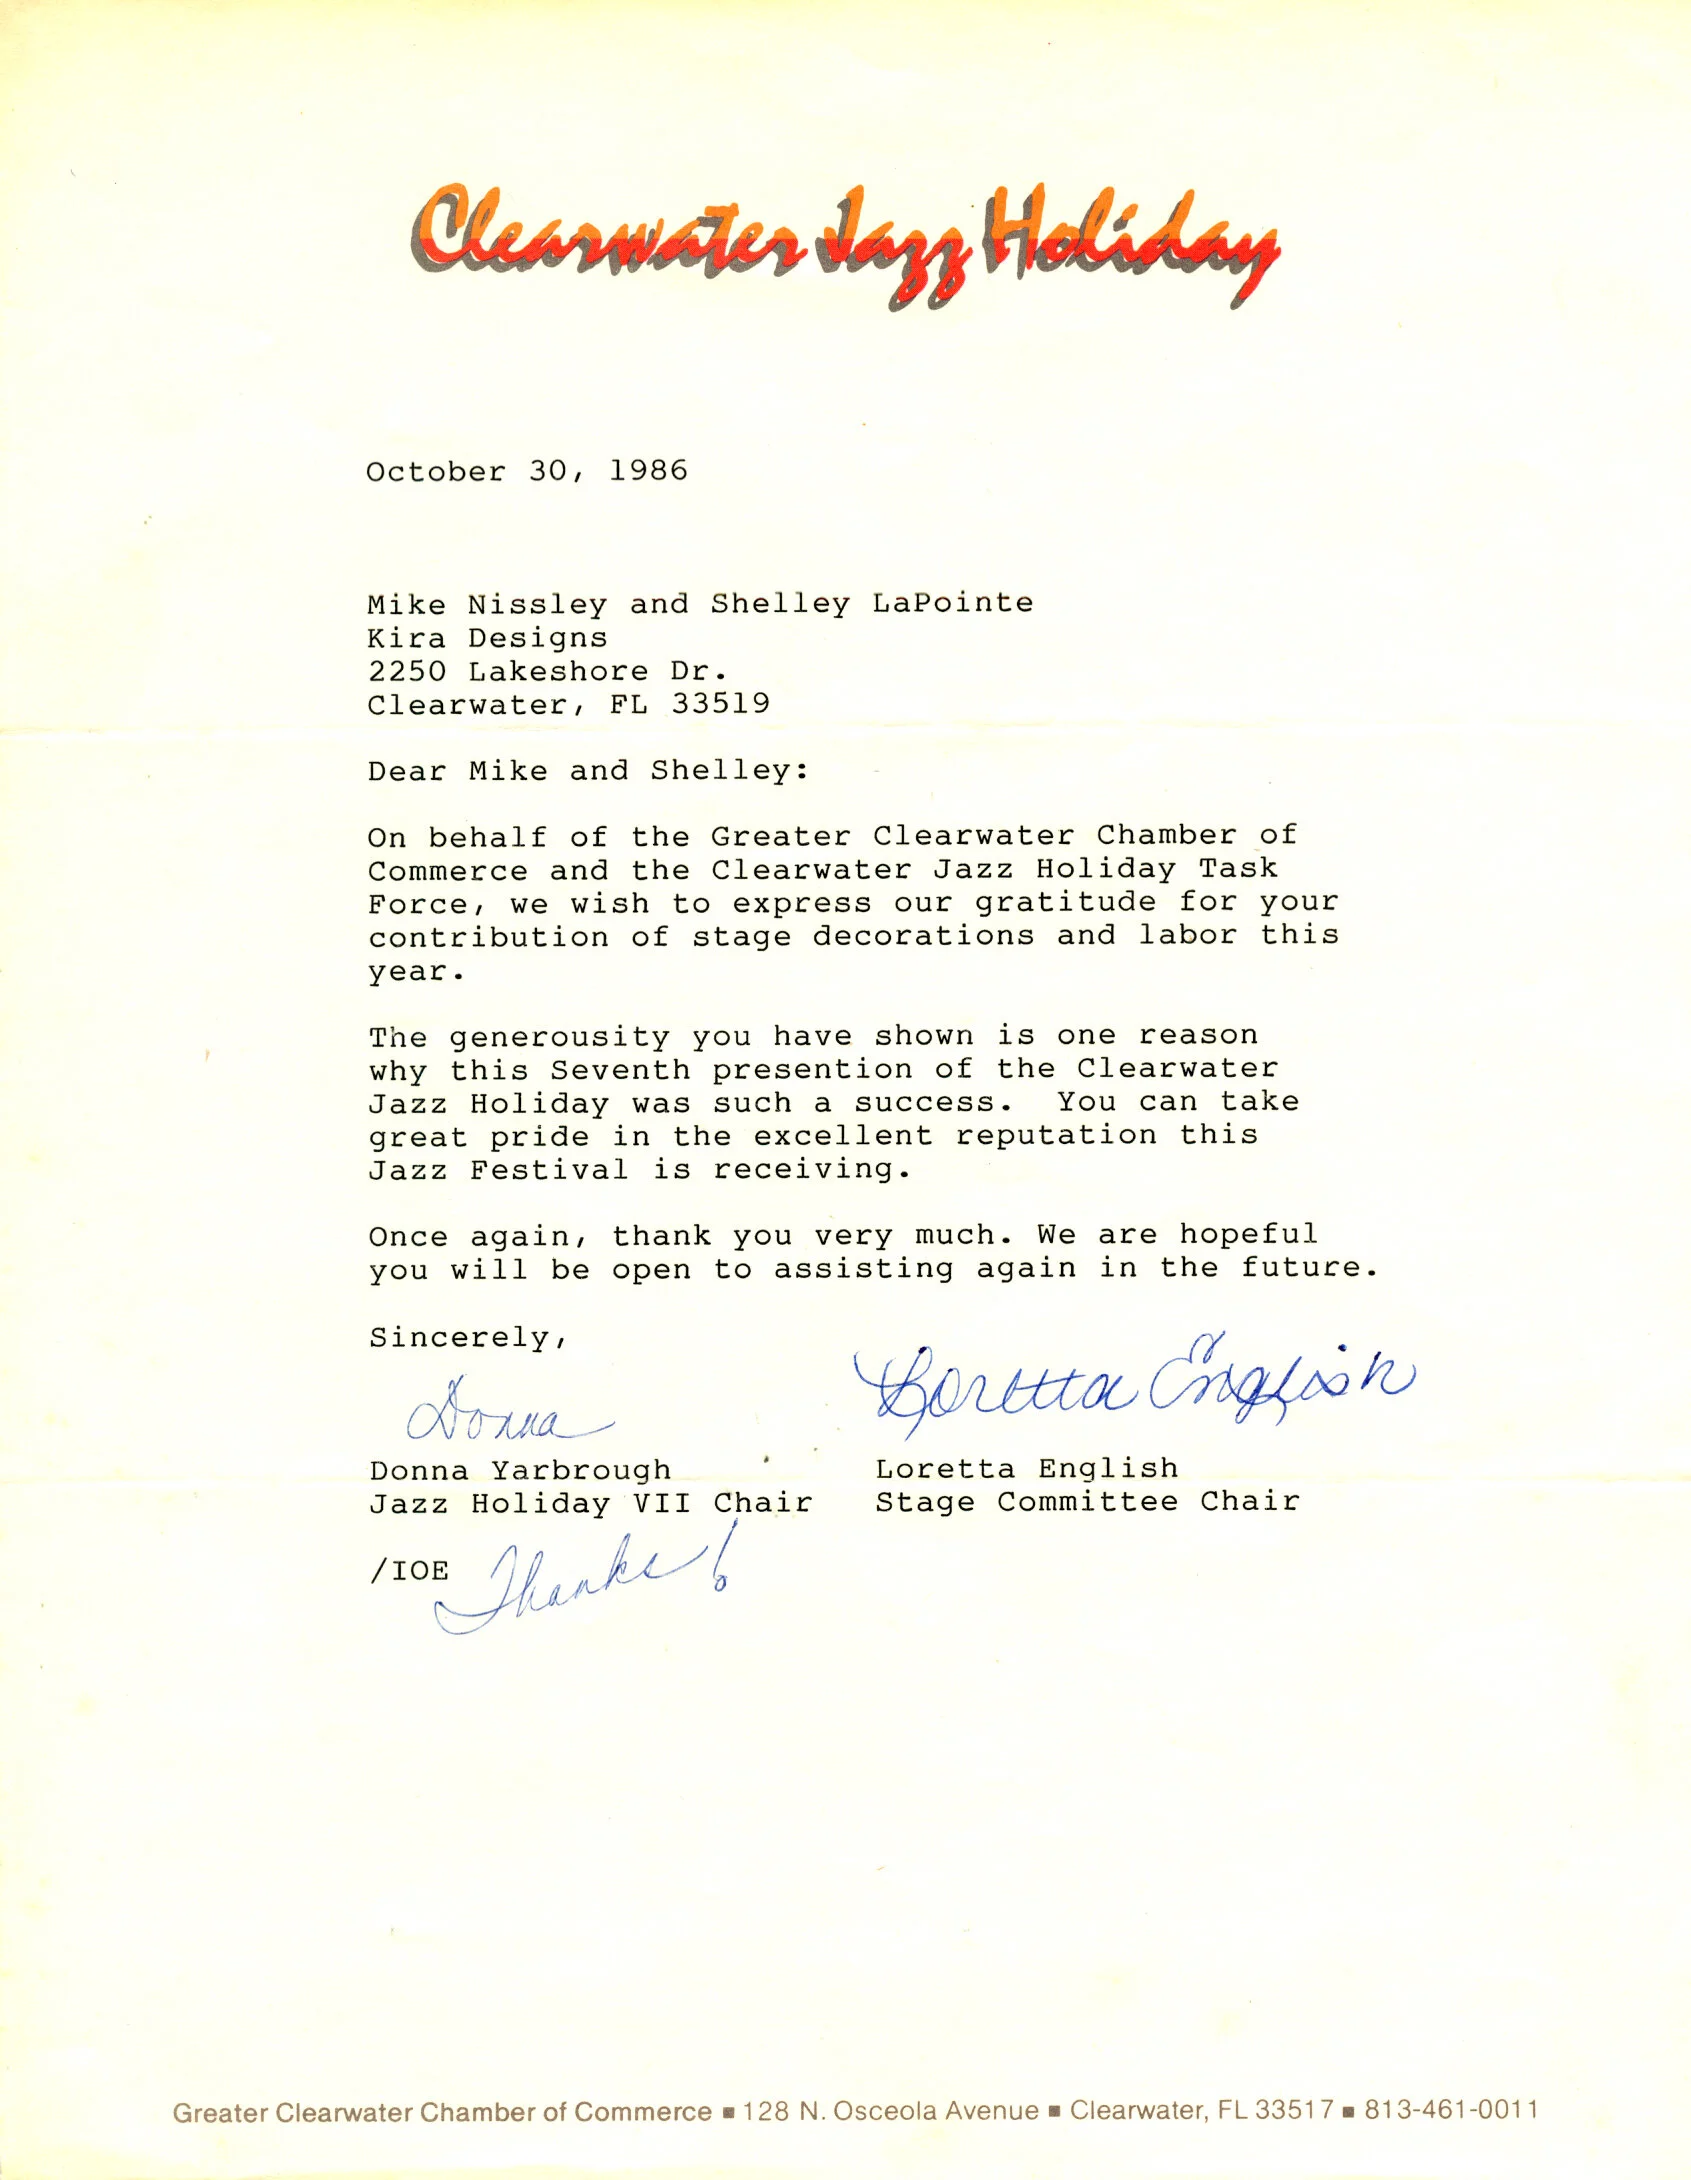 Clearwater Jazz Holiday
October 30, 1986
Mike Nissley and Shelley LaPointe
Kira Designs
2250 Lakeshore Dr.
Clearwater, FL 33519
Dear Mike and Shelley:
On behalf of the Greater Clearwater Chamber of
Commerce and the Clearwater Jazz Holiday Task
Force, we wish to express our gratitude for your
contribution of stage decorations and labor this
year.
The generousity you have shown is one reason
why this Seventh presention of the Clearwater
Jazz Holiday was such a success. You can take
great pride in the excellent reputation this
Jazz Festival is receiving.
Once again, thank you very much. We are hopeful
you will be open to assisting again in the future.
Sincerely,
Donna Loretta English
Donna Yarbrough Loretta English
Jazz Holiday VII Chair Stage Committee Chair
/IOE Thanks!
Greater Clearwater Chamber of Commerce ▪ 128 N. Osceola Avenue ▪ Clearwater, FL 33517 ▪ 813-461-0011